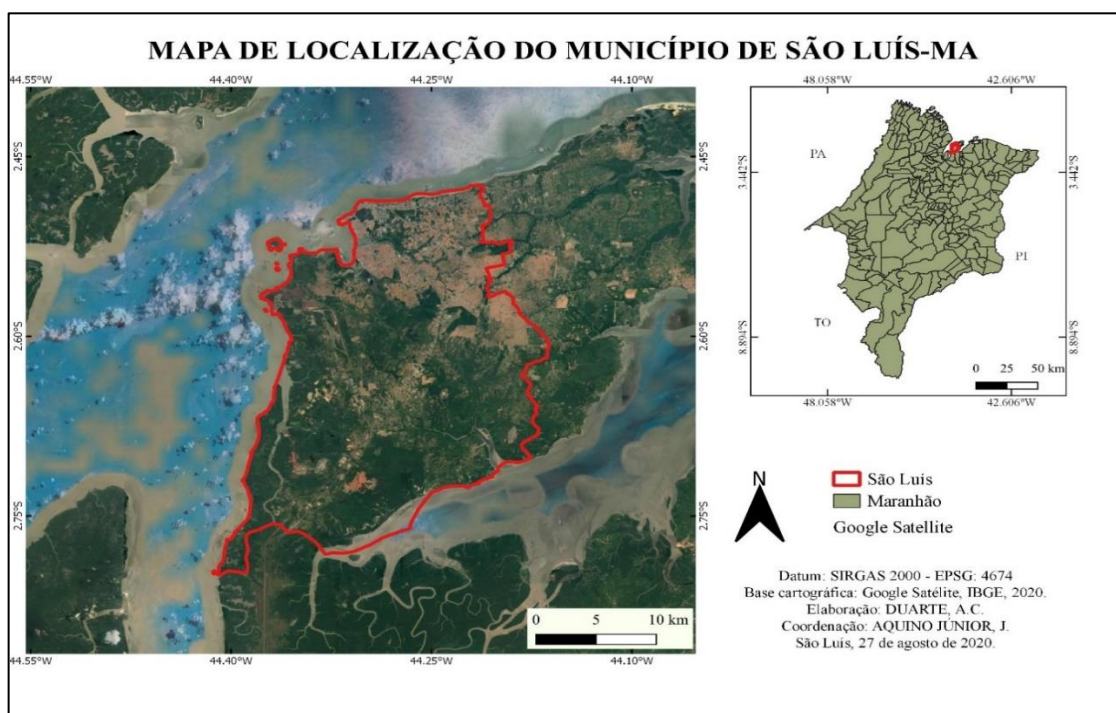 MAPA DE LOCALIZAÇÃO DO MUNICÍPIO DE SÃO LUÍS-MA
44.55°W 44.40°W 44.25°W 44.10°W
2.45°S 2.45°S
2.60°S 2.60°S
2.75°S 2.75°S
0 5 10 km
44.55°W 44.40°W 44.25°W 44.10°W
48.058°W 42.606°W
PA
3.442°S 3.442°S
PI
TO
8.894°S 8.894°S
0 25 50 km
48.058°W 42.606°W
N
São Luís
Maranhão
Google Satellite
Datum: SIRGAS 2000 - EPSG: 4674
Base cartográfica: Google Satélite, IBGE, 2020.
Elaboração: DUARTE, A.C.
Coordenação: AQUINO JÚNIOR, J.
São Luís, 27 de agosto de 2020.